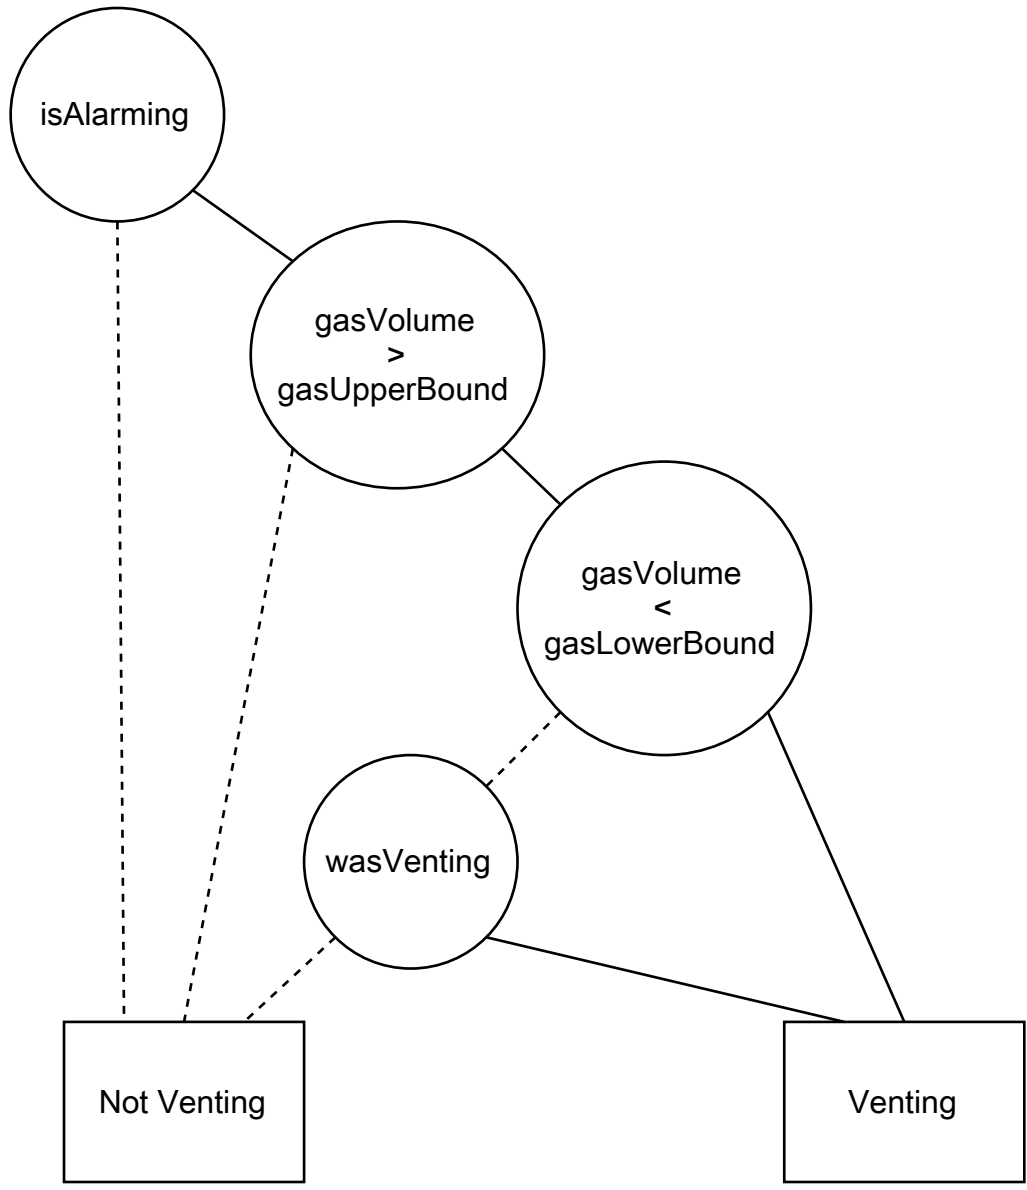 isAlarming
gasVolume
>
gasUpperBound
gasVolume
<
gasLowerBound
wasVenting
Not Venting
Venting